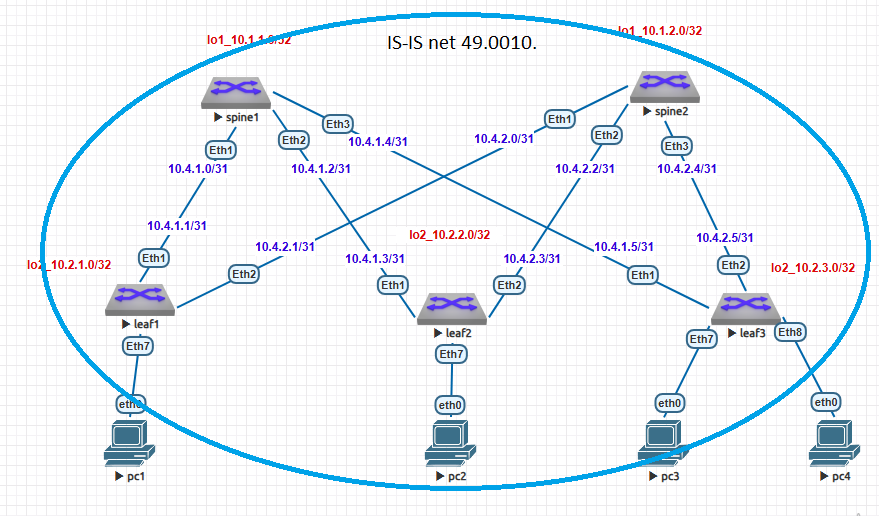 lo1_10.1.1.0/32
IS-IS net 49.0010.
lo1_10.1.2.0/32
spine1
spine2
Eth3
Eth1
Eth2
Eth2
Eth1
Eth3
10.4.1.4/31
10.4.2.0/31
10.4.1.0/31
10.4.1.2/31
10.4.2.2/31
10.4.2.4/31
10.4.1.1/31
lo2_10.2.2.0/32
10.4.2.1/31
10.4.1.5/31
10.4.2.5/31
10.4.1.3/31
10.4.2.3/31
lo2_10.2.1.0/32
Eth1
Eth2
Eth1
Eth2
Eth1
Eth2
lo2_10.2.3.0/32
leaf1
leaf2
leaf3
Eth7
Eth7
Eth7
Eth8
eth0
eth0
eth0
eth0
pc1
pc2
pc3
pc4